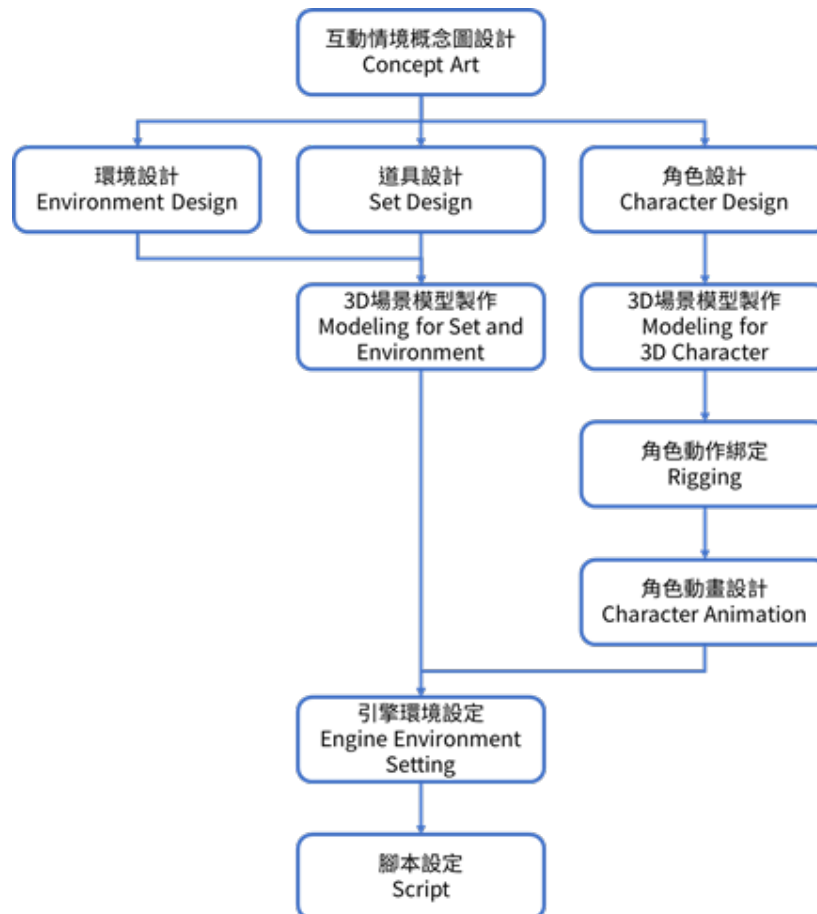 互動情境概念圖設計
Concept Art
環境設計
Environment Design
道具設計
Set Design
角色設計
Character Design
3D場景模型製作
Modeling for Set and
Environment
3D場景模型製作
Modeling for
3D Character
角色動作綁定
Rigging
角色動畫設計
Character Animation
引擎環境設定
Engine Environment
Setting
腳本設定
Script